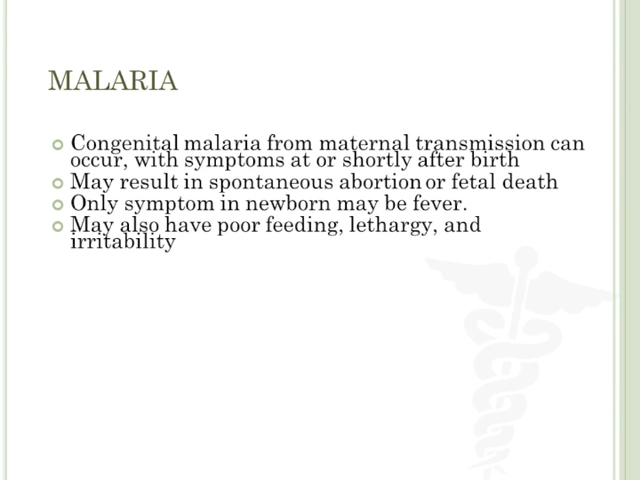 MALARIA
Congenital malaria from maternal transmission can
occur, with symptoms at or shortly after birth
May result in spontaneous abortion or fetal death
Only symptom in newborn may be fever.
May also have poor feeding, lethargy, and
irritability